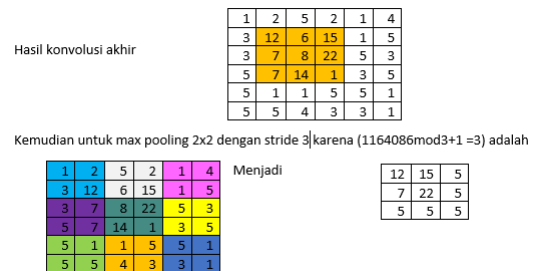 1 2 5 2 1 4
3 12 6 15 1 5
Hasil konvolusi akhir
3 7 8 22 5 3
5 7 14 1 3 5
5 1 1 5 5 1
5 5 4 3 3 1
Kemudian untuk max pooling 2x2 dengan stride 3 karena (1164086mod3+1 =3) adalah
1 2 5 2 1 4
3 12 6 15 1 5
3 7 8 22 5 3
5 7 14 1 3 5
5 1 1 5 5 1
5 5 4 3 3 1
Menjadi
12 15 5
7 22 5
5 5 5